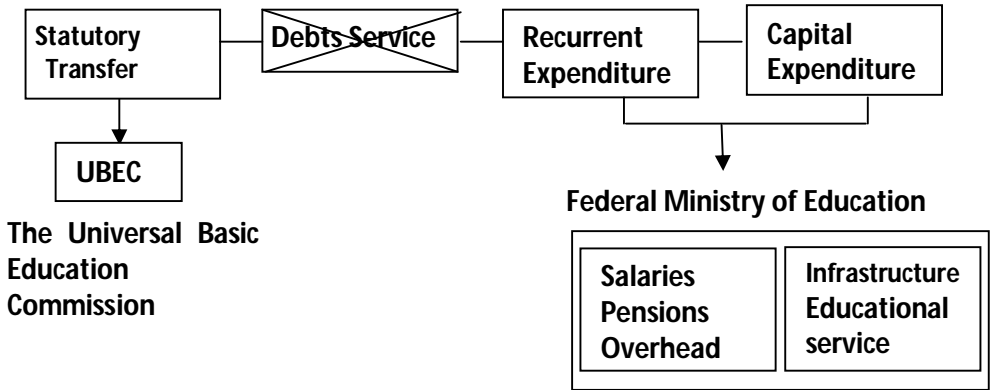 Statutory
Transfer
Debts Service
Recurrent
Expenditure
Capital
Expenditure
UBEC
The Universal Basic
Education
Commission
Federal Ministry of Education
Salaries
Pensions
Overhead
Infrastructure
Educational
service